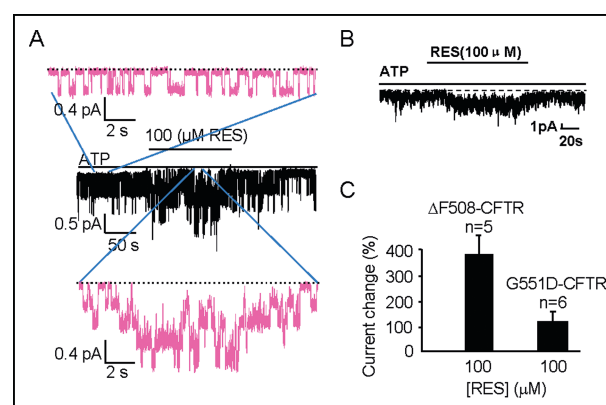 A
0.4 pA
2 s
100 (μM RES)
ATP
0.5 pA
50 s
0.4 pA
2 s
B
RES(100 μ M)
ATP
1pA
20s
C
ΔF508-CFTR
n=5
G551D-CFTR
n=6
Current change (%)
400
300
200
100
0
100
100
[RES] (μM)